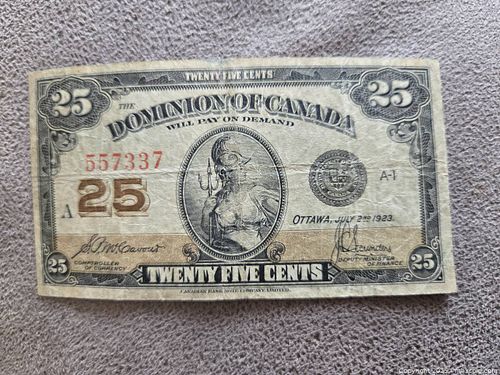 TWENTY FIVE CENTS
25 25
THE DOMINION OF CANADA
WILL PAY ON DEMAND
557337
A 25
A-1
OTTAWA, JULY 2ND 1923.
COMPTROLLER OF CURRENCY
DEPUTY MINISTER OF FINANCE
25 TWENTY FIVE CENTS 25
CANADIAN BANK NOTE COMPANY, LIMITED.